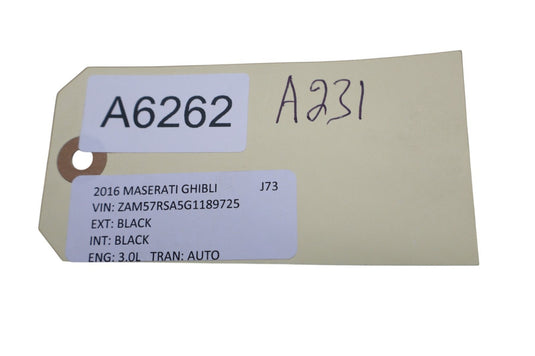 A6262
A231
2016 MASERATI GHIBLI J73
VIN: ZAM57RSA5G1189725
EXT: BLACK
INT: BLACK
ENG: 3.0L TRAN: AUTO